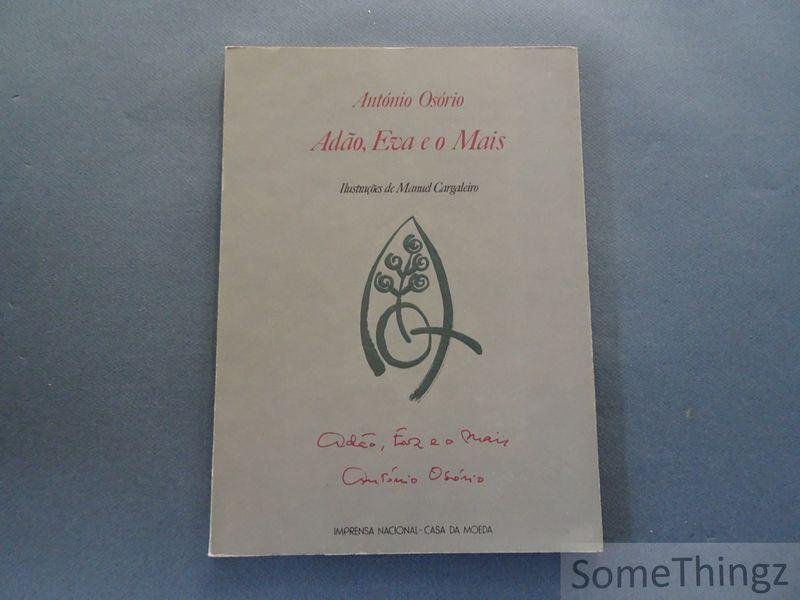 António Osório
Adão, Eva e o Mais
Ilustrações de Manuel Cargaleiro
Adão, Eva e o Mais
António Osório
IMPRENSA NACIONAL-CASA DA MOEDA
SomeThingz